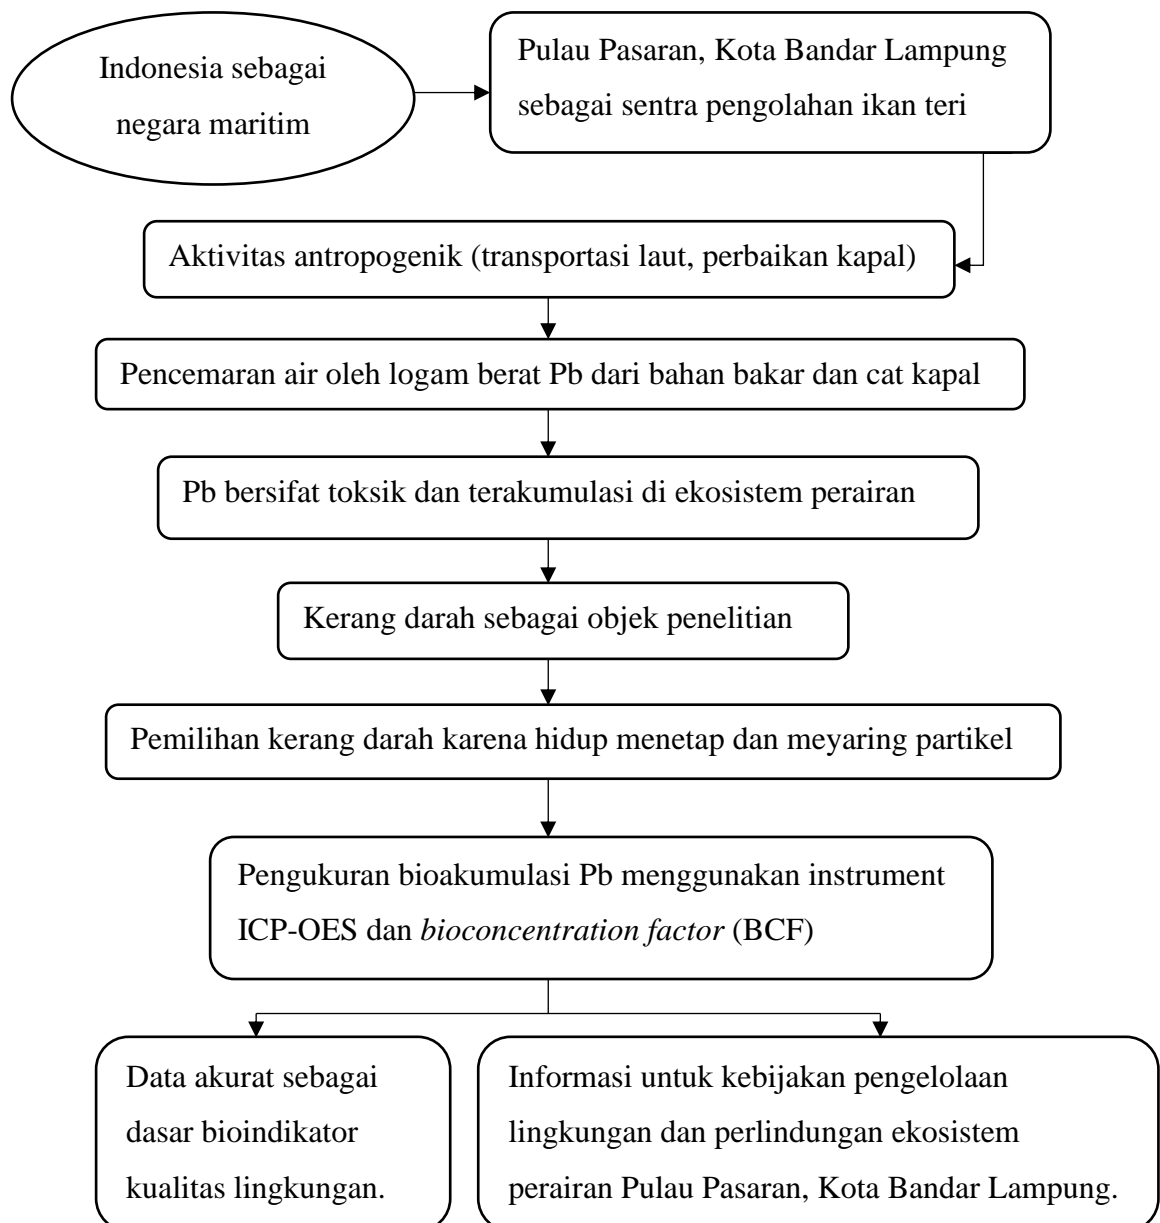 Indonesia sebagai
negara maritim
Pulau Pasaran, Kota Bandar Lampung
sebagai sentra pengolahan ikan teri
Aktivitas antropogenik (transportasi laut, perbaikan kapal)
Pencemaran air oleh logam berat Pb dari bahan bakar dan cat kapal
Pb bersifat toksik dan terakumulasi di ekosistem perairan
Kerang darah sebagai objek penelitian
Pemilihan kerang darah karena hidup menetap dan meyaring partikel
Pengukuran bioakumulasi Pb menggunakan instrument
ICP-OES dan bioconcentration factor (BCF)
Data akurat sebagai
dasar bioindikator
kualitas lingkungan.
Informasi untuk kebijakan pengelolaan
lingkungan dan perlindungan ekosistem
perairan Pulau Pasaran, Kota Bandar Lampung.